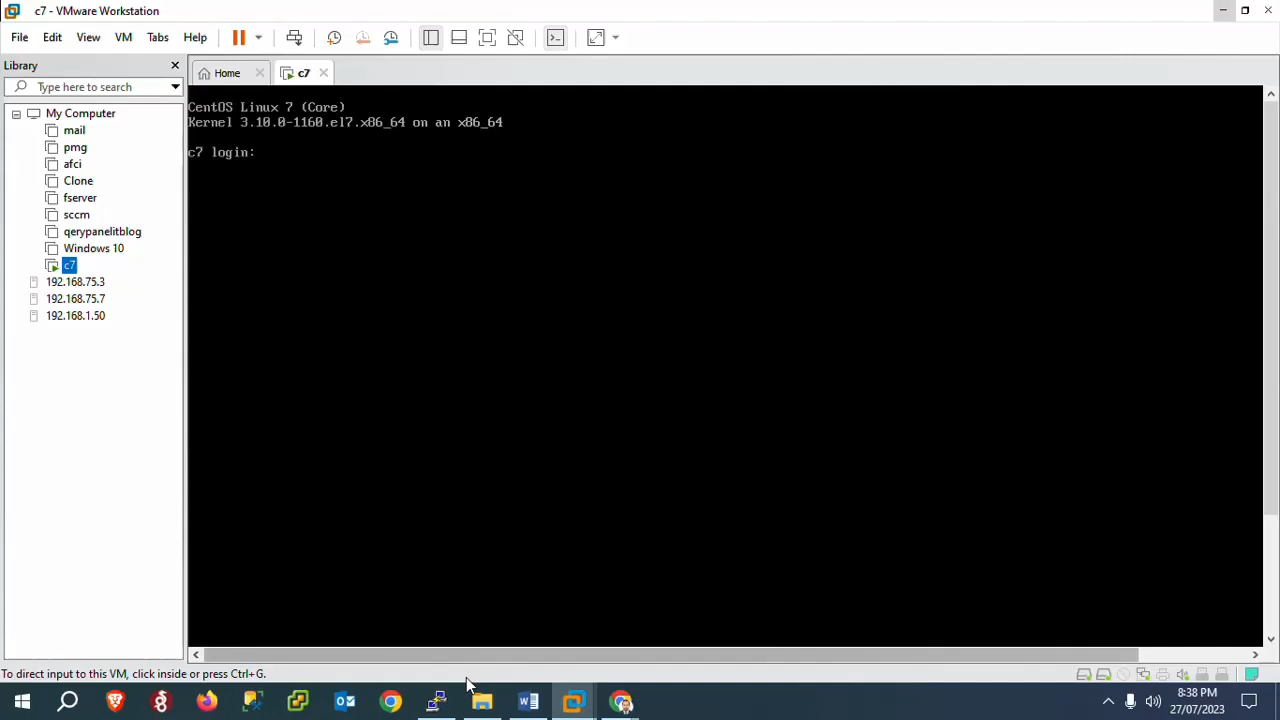 c7 - VMware Workstation
File Edit View VM Tabs Help
Library
Type here to search
My Computer
mail
pmg
afci
Clone
fserver
sccm
qerypanelitblog
Windows 10
c7
192.168.75.3
192.168.75.7
192.168.1.50
Home
c7
CentOS Linux 7 (Core)
Kernel 3.10.0-1160.el7.x86_64 on an x86_64
c7 login:
To direct input to this VM, click inside or press Ctrl+G.
8:38 PM
27/07/2023